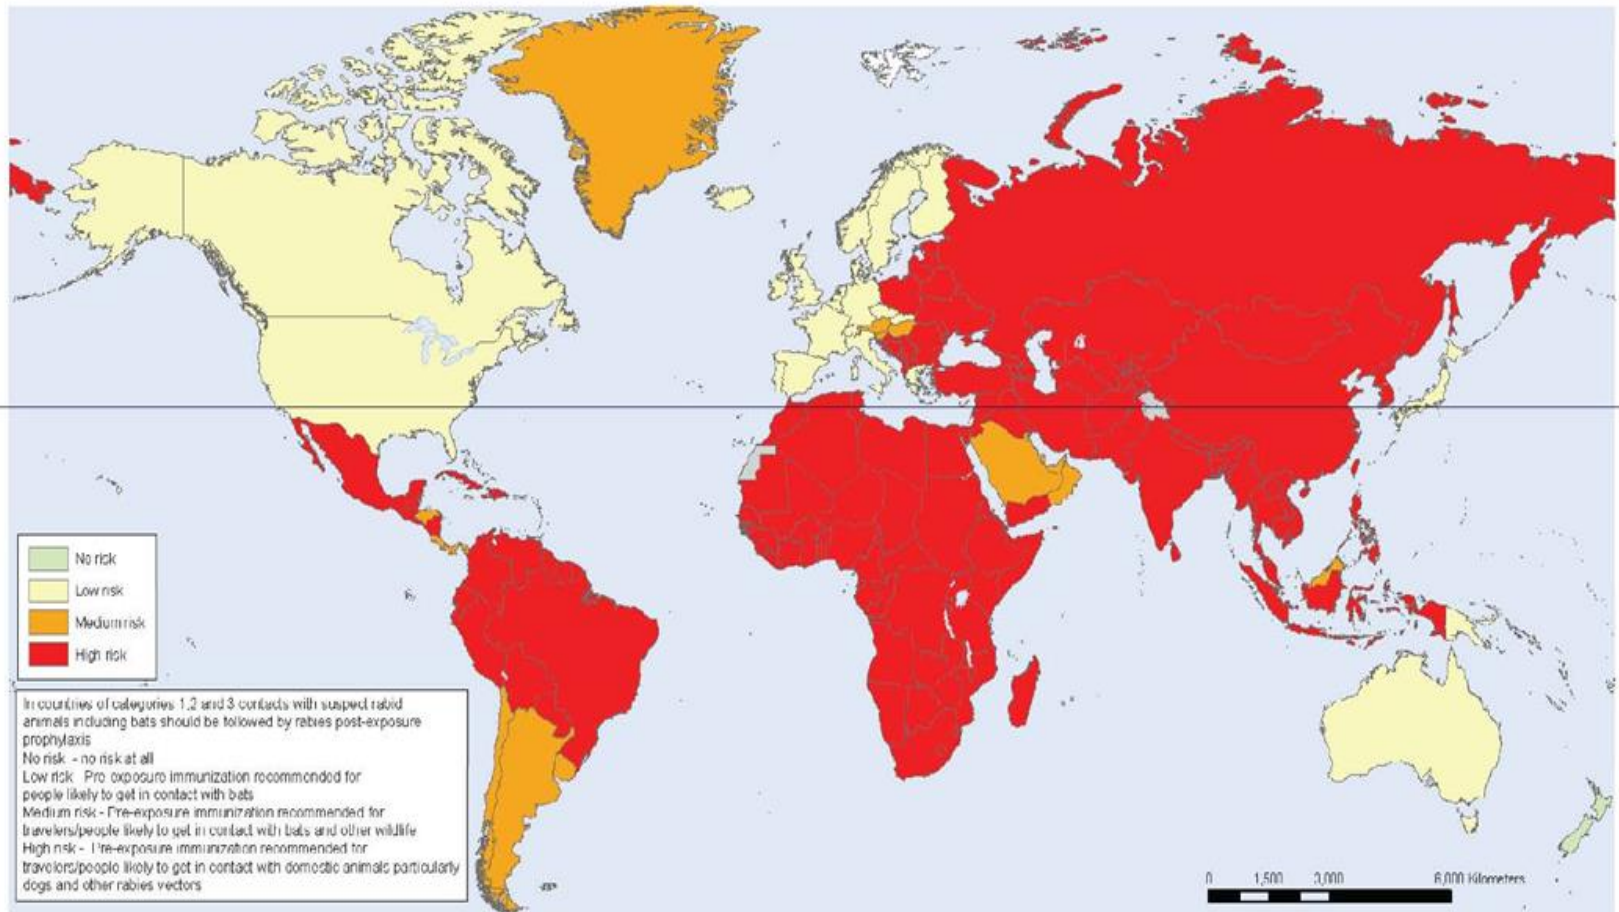 No risk
Low risk
Medium risk
High risk
In countries of categories 1,2 and 3 contacts with suspect rabid
animals including bats should be followed by rabies post-exposure
prophylaxis
No risk - no risk at all
Low risk Pre exposure immunization recommended for
people likely to get in contact with bats
Medium risk - Pre-exposure immunization recommended for
travelers/people likely to get in contact with bats and other wildlife
High risk - Pre-exposure immunization recommended for
travelers/people likely to get in contact with domestic animals particularly
dogs and other rabies vectors
0 1,500 3,000 6,000 Kilometers